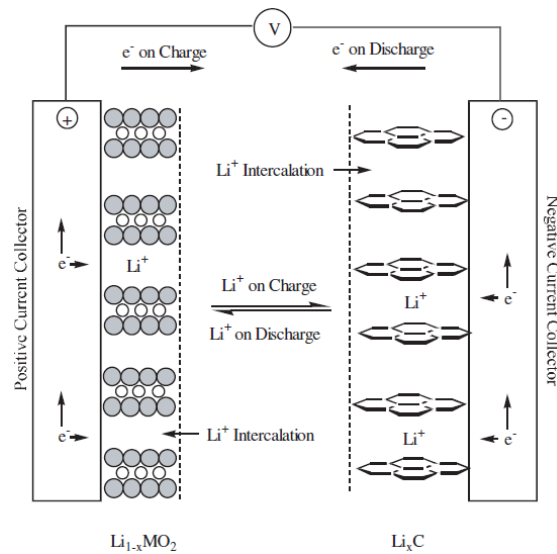 V
e⁻ on Charge
e⁻ on Discharge
+
-
Li⁺ Intercalation
Positive Current Collector
Negative Current Collector
e⁻
Li⁺
Li⁺ on Charge
Li⁺ on Discharge
Li⁺
e⁻
e⁻
Li⁺ Intercalation
Li⁺
e⁻
Li₁₋ₓMO₂
LiₓC